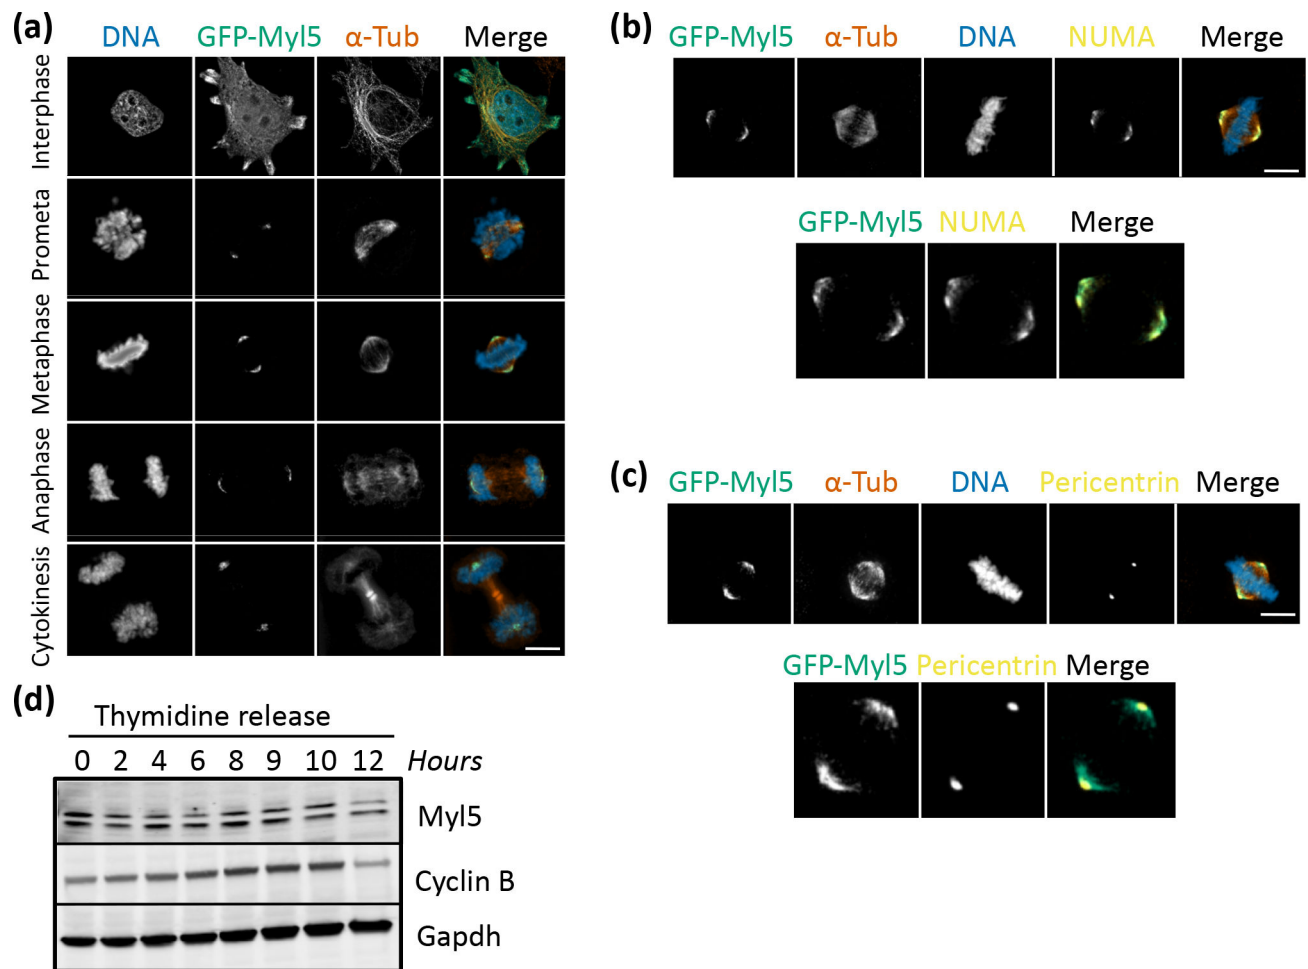 (a)
DNA GFP-Myl5 α-Tub Merge
Interphase
Prometa
Metaphase
Anaphase
Cytokinesis
(b)
GFP-Myl5 α-Tub DNA NUMA Merge
GFP-Myl5 NUMA Merge
(c)
GFP-Myl5 α-Tub DNA Pericentrin Merge
GFP-Myl5 Pericentrin Merge
(d)
Thymidine release
0 2 4 6 8 9 10 12 Hours
Myl5
Cyclin B
Gapdh